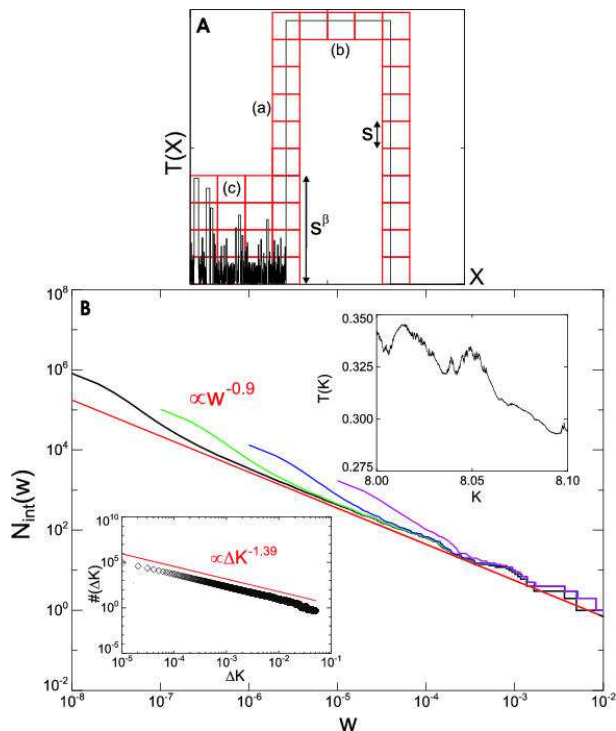 A
(b)
(a)
S
T(X)
(c)
S^β
X
B
10^8
10^6
10^4
10^2
10^0
10^-2
N_int(w)
∝w^-0.9
0.350
0.325
0.300
0.275
T(K)
8.00
8.05
8.10
K
10^10
10^5
10^0
10^-5
#(ΔK)
∝ΔK^-1.39
10^-5
10^-4
10^-3
10^-2
10^-1
ΔK
10^-8
10^-7
10^-6
10^-5
10^-4
10^-3
10^-2
W